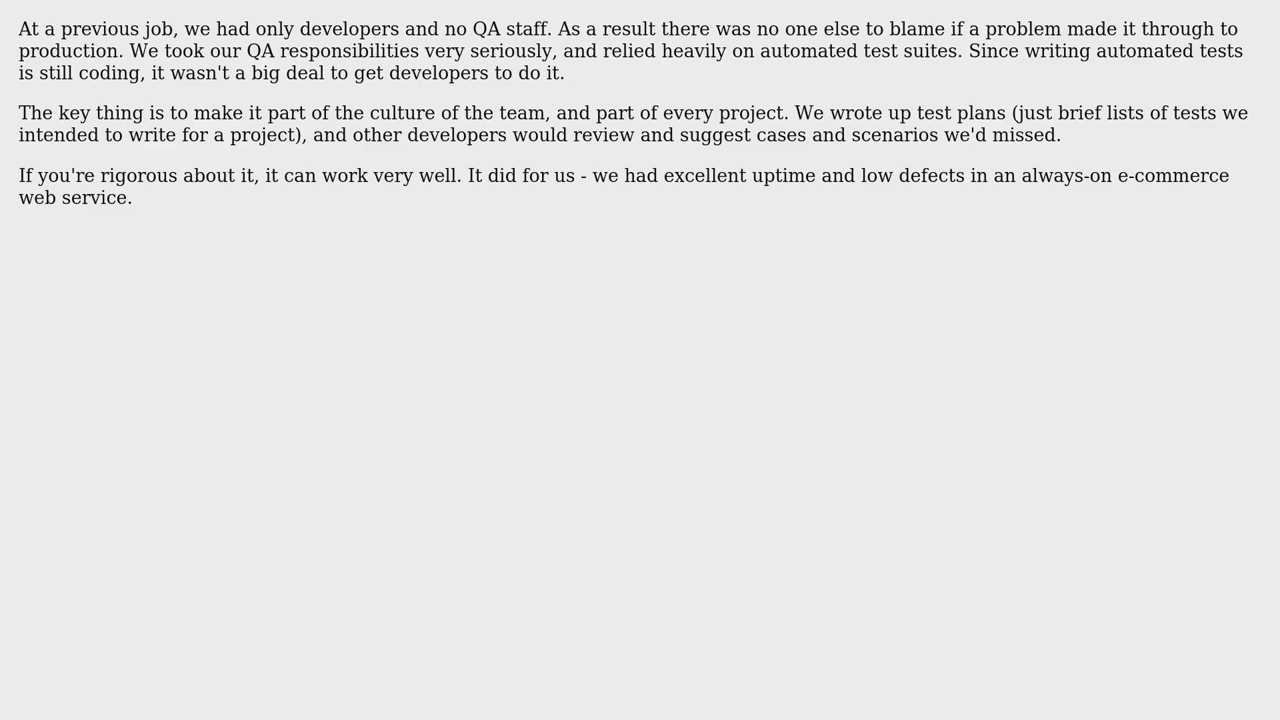 At a previous job, we had only developers and no QA staff. As a result there was no one else to blame if a problem made it through to
production. We took our QA responsibilities very seriously, and relied heavily on automated test suites. Since writing automated tests
is still coding, it wasn't a big deal to get developers to do it.
The key thing is to make it part of the culture of the team, and part of every project. We wrote up test plans (just brief lists of tests we
intended to write for a project), and other developers would review and suggest cases and scenarios we'd missed.
If you're rigorous about it, it can work very well. It did for us - we had excellent uptime and low defects in an always-on e-commerce
web service.